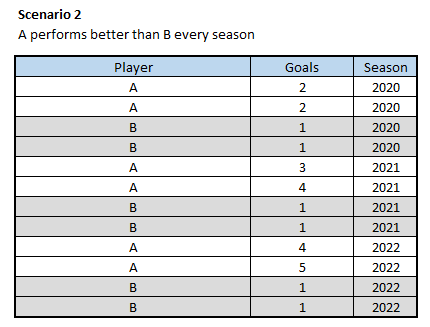 Scenario 2
A performs better than B every season
Player Goals Season
A 2 2020
A 2 2020
B 1 2020
B 1 2020
A 3 2021
A 4 2021
B 1 2021
B 1 2021
A 4 2022
A 5 2022
B 1 2022
B 1 2022